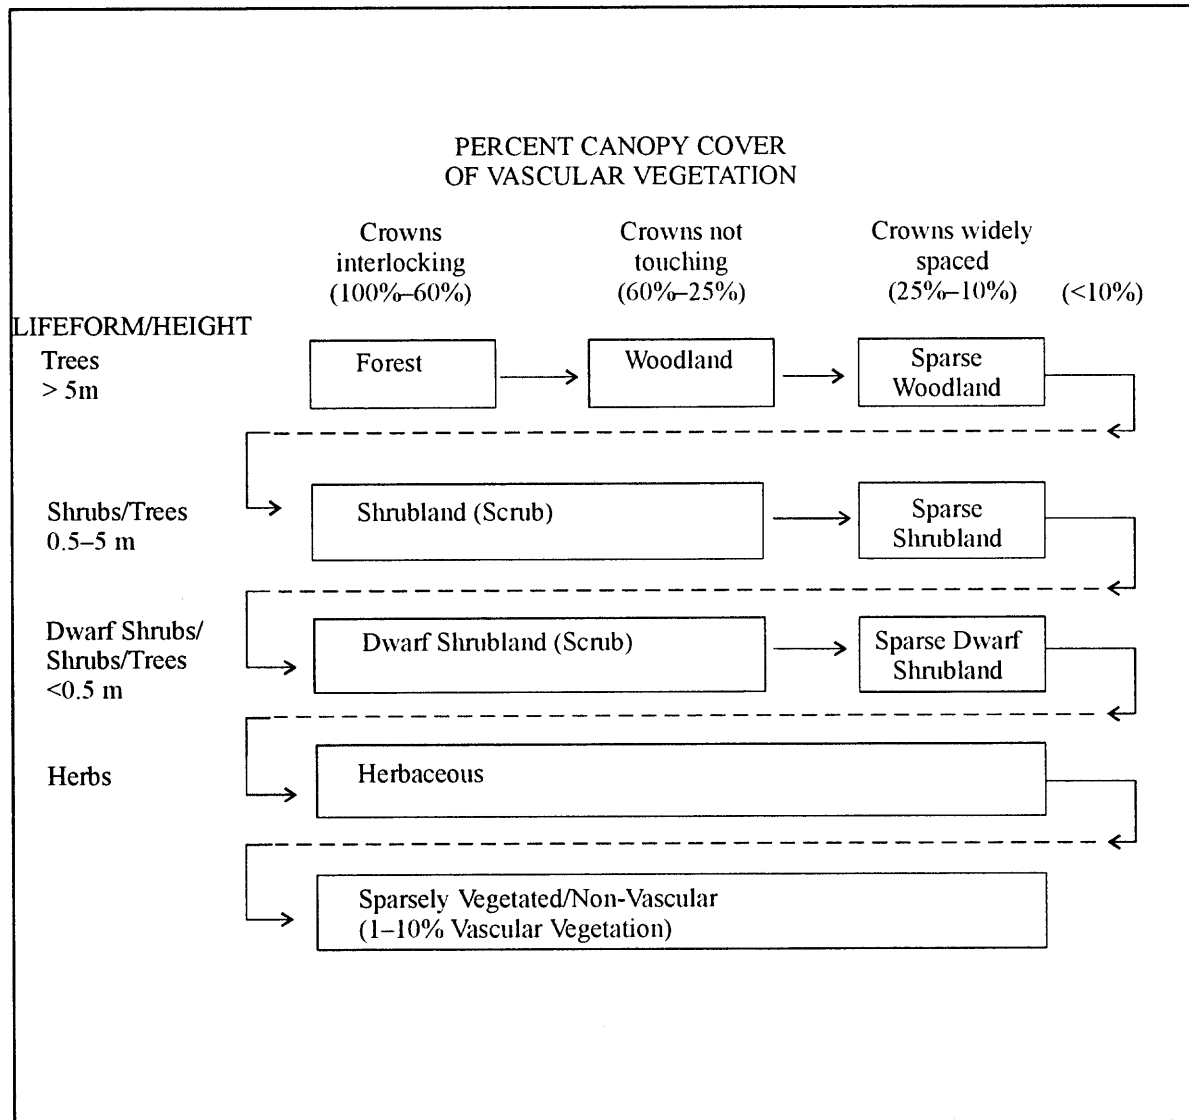 PERCENT CANOPY COVER
OF VASCULAR VEGETATION
Crowns
interlocking
(100%–60%)
Crowns not
touching
(60%–25%)
Crowns widely
spaced
(25%–10%)
(<10%)
LIFEFORM/HEIGHT
Trees
> 5m
Forest
Woodland
Sparse
Woodland
Shrubs/Trees
0.5–5 m
Shrubland (Scrub)
Sparse
Shrubland
Dwarf Shrubs/
Shrubs/Trees
<0.5 m
Dwarf Shrubland (Scrub)
Sparse Dwarf
Shrubland
Herbs
Herbaceous
Sparsely Vegetated/Non-Vascular
(1–10% Vascular Vegetation)